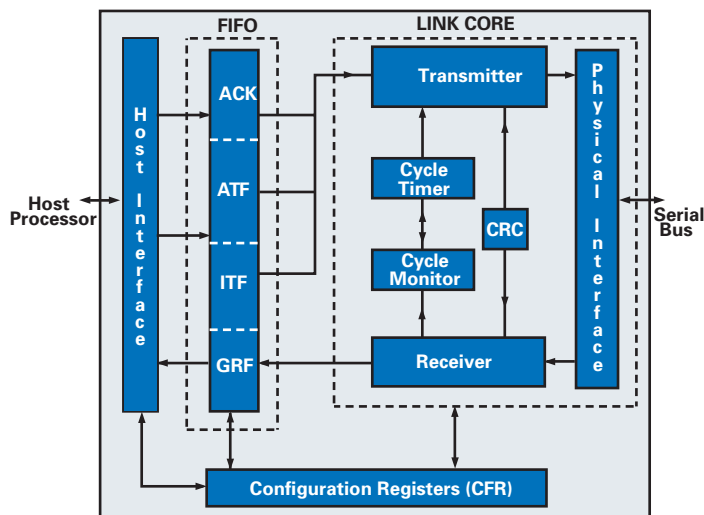 FIFO
LINK CORE
Host
Processor
Host Interface
ACK
ATF
ITF
GRF
Transmitter
Cycle
Timer
CRC
Cycle
Monitor
Receiver
Physical Interface
Serial
Bus
Configuration Registers (CFR)